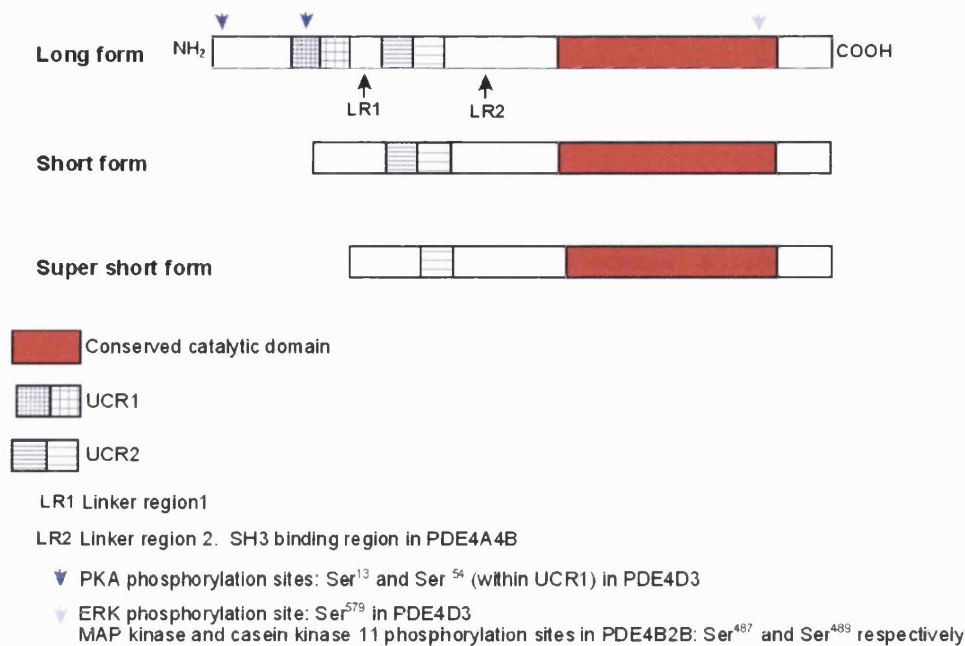 Long form NH₂ COOH
LR1 LR2
Short form
Super short form
Conserved catalytic domain
UCR1
UCR2
LR1 Linker region1
LR2 Linker region 2. SH3 binding region in PDE4A4B
PKA phosphorylation sites: Ser¹³ and Ser ⁵⁴ (within UCR1) in PDE4D3
ERK phosphorylation site: Ser⁵⁷⁹ in PDE4D3
MAP kinase and casein kinase 11 phosphorylation sites in PDE4B2B: Ser⁴⁸⁷ and Ser⁴⁸⁹ respectively